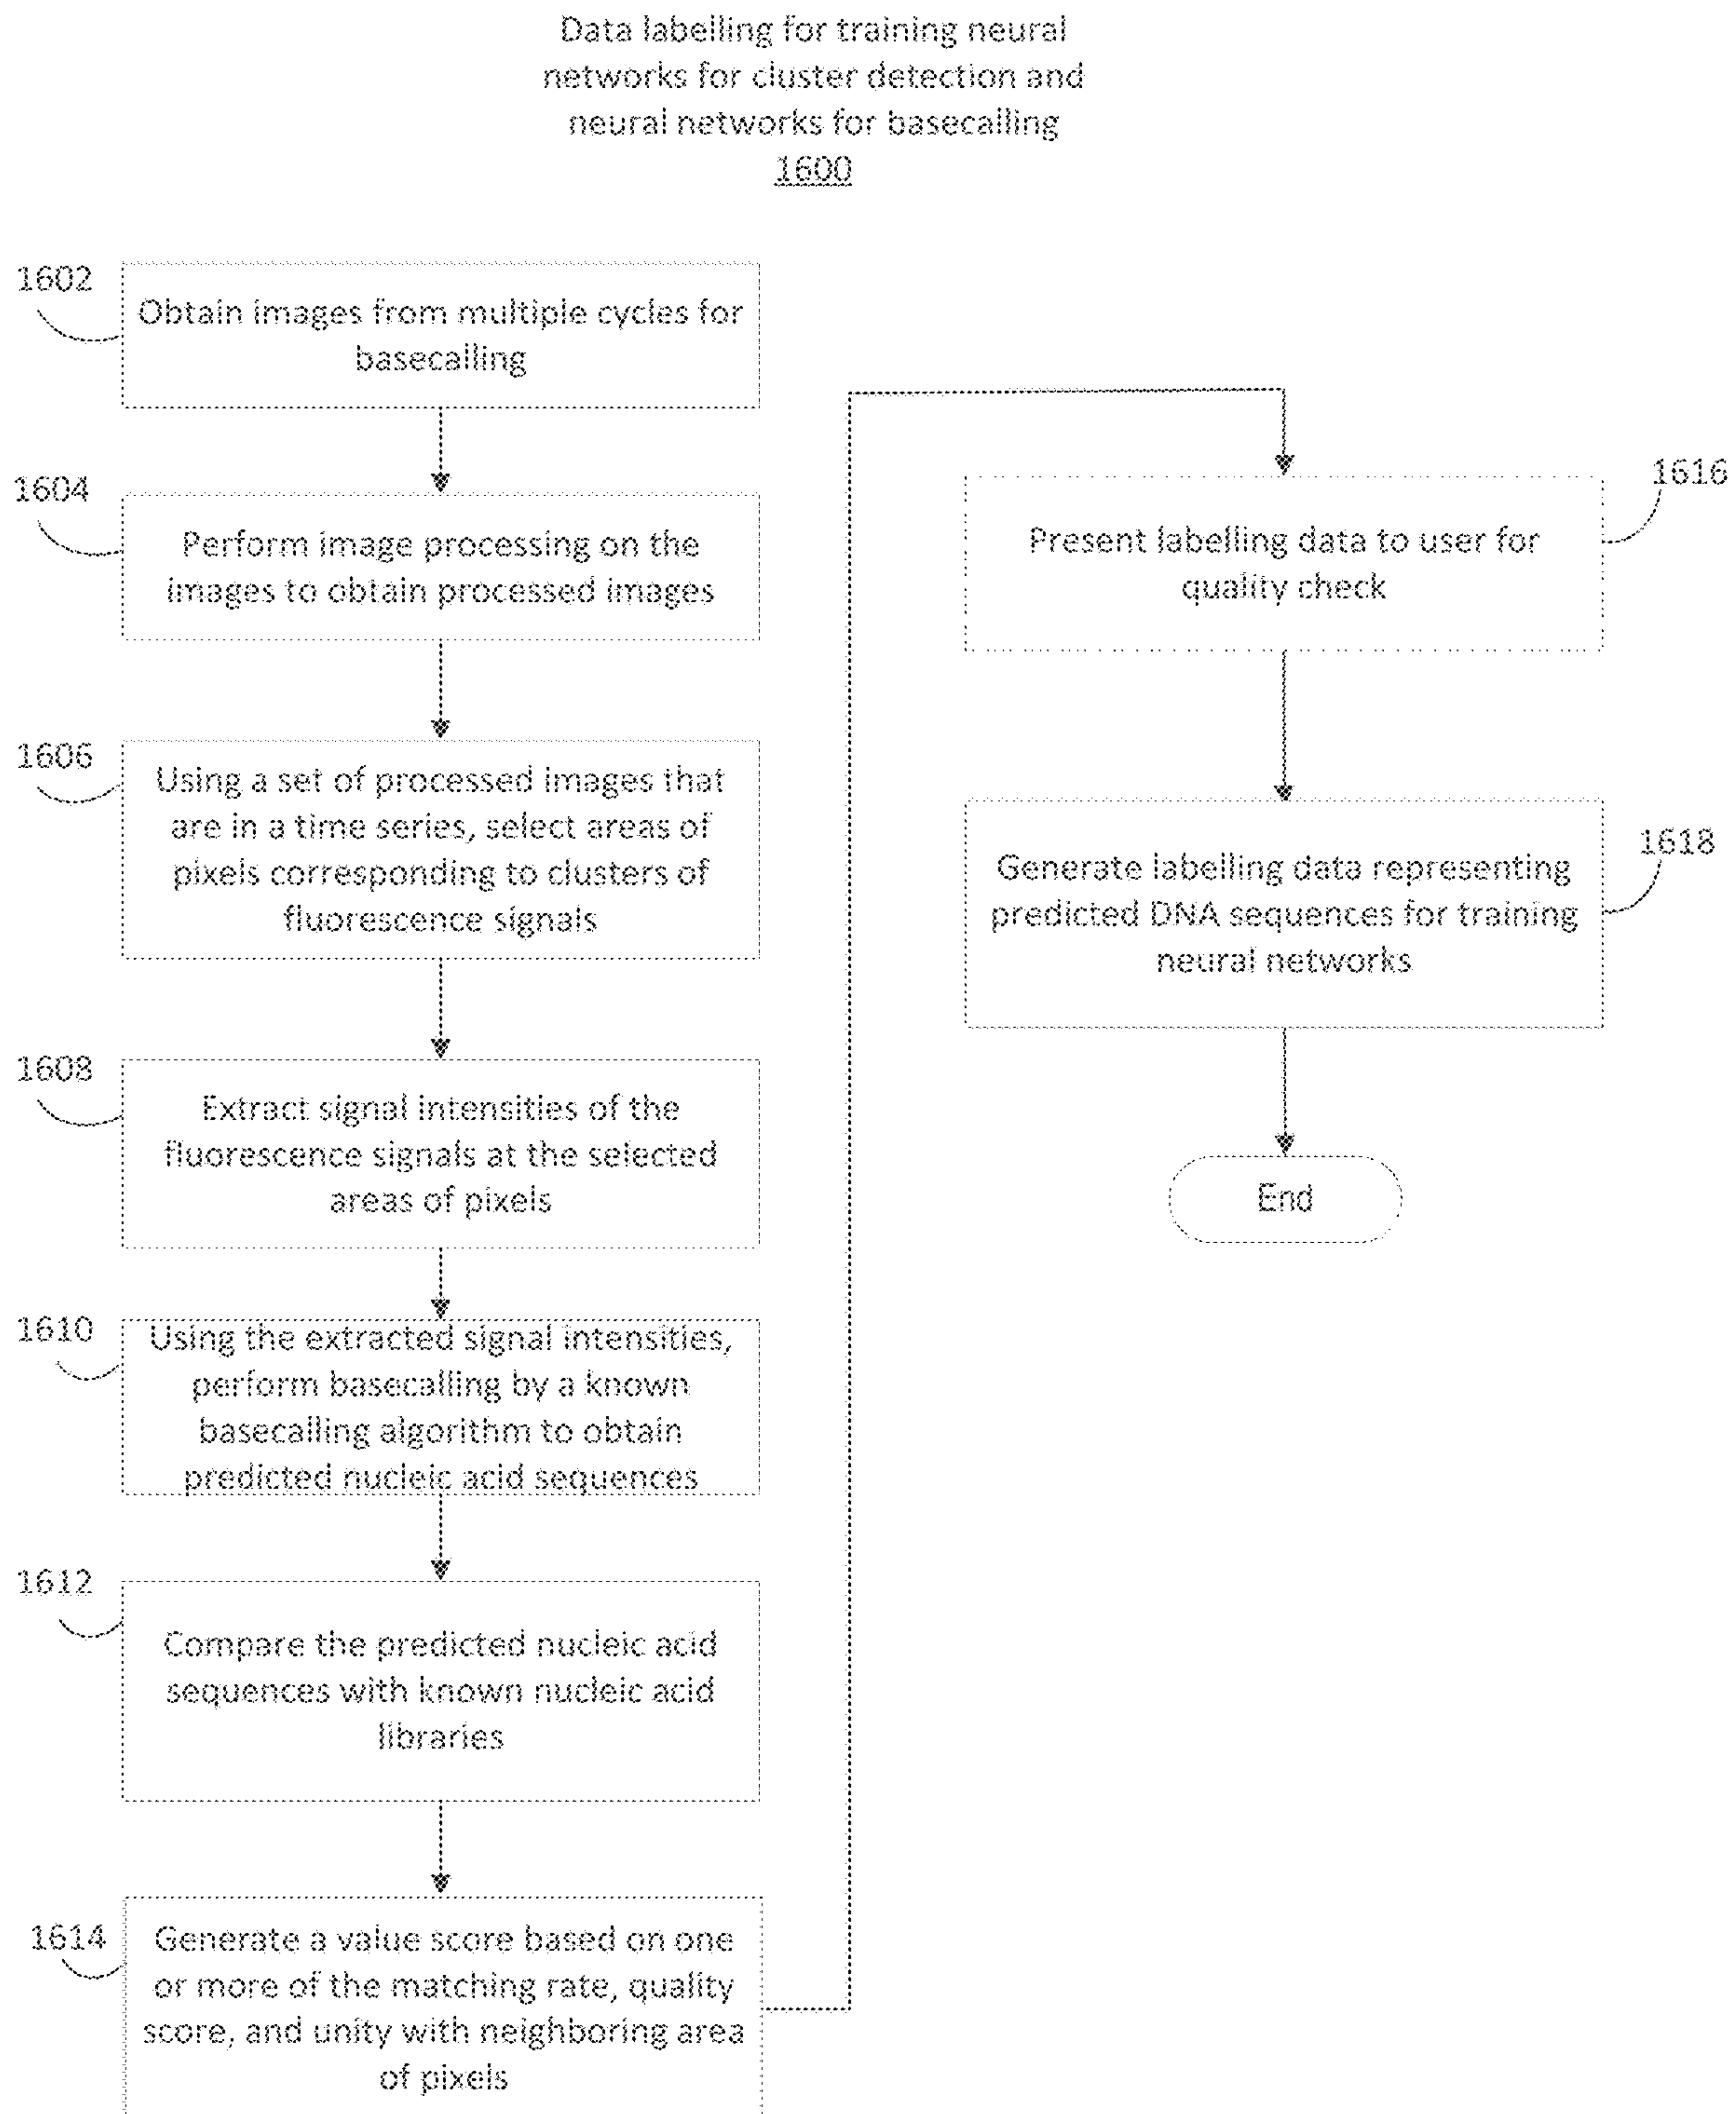 Data labelling for training neural
networks for cluster detection and
neural networks for basecalling
1600
1602
Obtain images from multiple cycles for
basecalling
1604
Perform image processing on the
images to obtain processed images
1606
Using a set of processed images that
are in a time series, select areas of
pixels corresponding to clusters of
fluorescence signals
1608
Extract signal intensities of the
fluorescence signals at the selected
areas of pixels
1610
Using the extracted signal intensities,
perform basecalling by a known
basecalling algorithm to obtain
predicted nucleic acid sequences
1612
Compare the predicted nucleic acid
sequences with known nucleic acid
libraries
1614
Generate a value score based on one
or more of the matching rate, quality
score, and unity with neighboring area
of pixels
1616
Present labelling data to user for
quality check
1618
Generate labelling data representing
predicted DNA sequences for training
neural networks
End